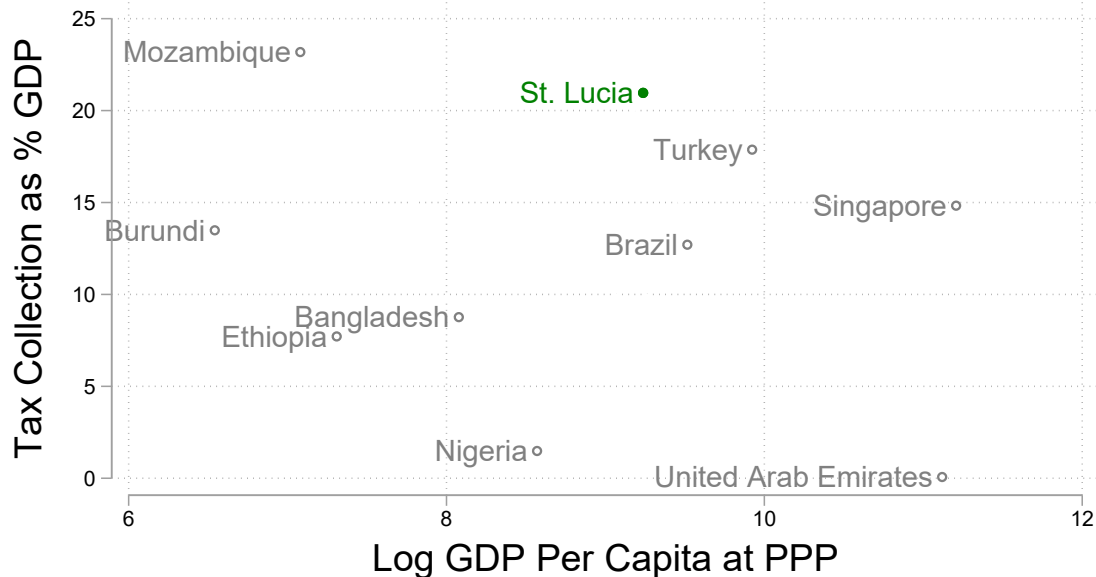 Tax Collection as % GDP
25
20
15
10
5
0
Mozambique
St. Lucia
Turkey
Singapore
Burundi
Brazil
Bangladesh
Ethiopia
Nigeria
United Arab Emirates
6
8
10
12
Log GDP Per Capita at PPP